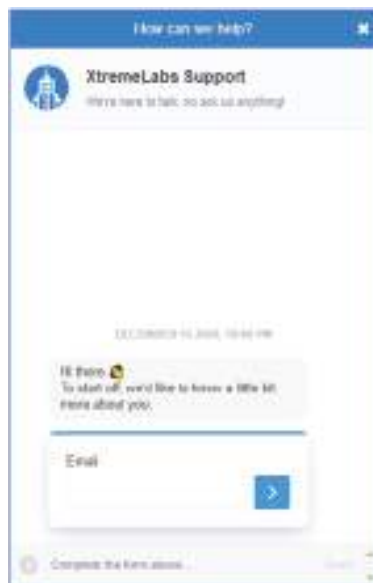 How can we help?
XtremeLabs Support
We're here to help, so ask us anything!
DECEMBER
Hi there
To start off, we'd like to know a little bit
more about you.
Email
Complete the form above...